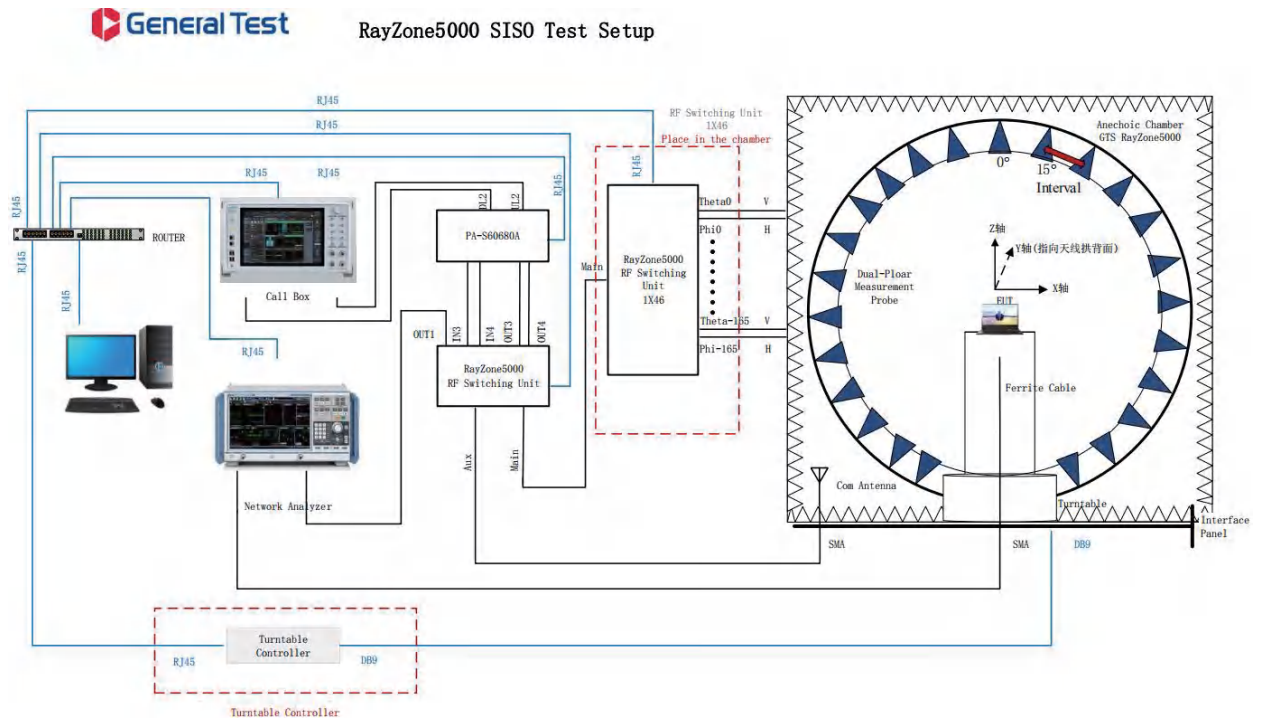 General Test
RayZone5000 SISO Test Setup
RJ45
RJ45
RF Switching Unit
1X46
Place in the chamber
Anechoic Chamber
GTS RayZone5000
RJ45
RJ45
RJ45
RJ45
RJ45
0°
15°
Interval
RJ45
DL2
UL2
PA-S60680A
Theta0 V
Phi0 H
ROUTER
RJ45
Call Box
Main
RayZone5000
RF Switching
Unit
1X46
Z轴
Y轴(指向天线拱背面)
X轴
EUT
Dual-Ploar
Measurement
Probe
RJ45
OUT1
IN3
IN4
OUT3
OUT4
Theta-165 V
Phi-165 H
RJ45
RayZone5000
RF Switching Unit
Ferrite Cable
Aux
Main
Network Analyzer
Com Antenna
Turntable
Interface
Panel
SMA
SMA
DB9
Turntable
Controller
RJ45
DB9
Turntable Controller